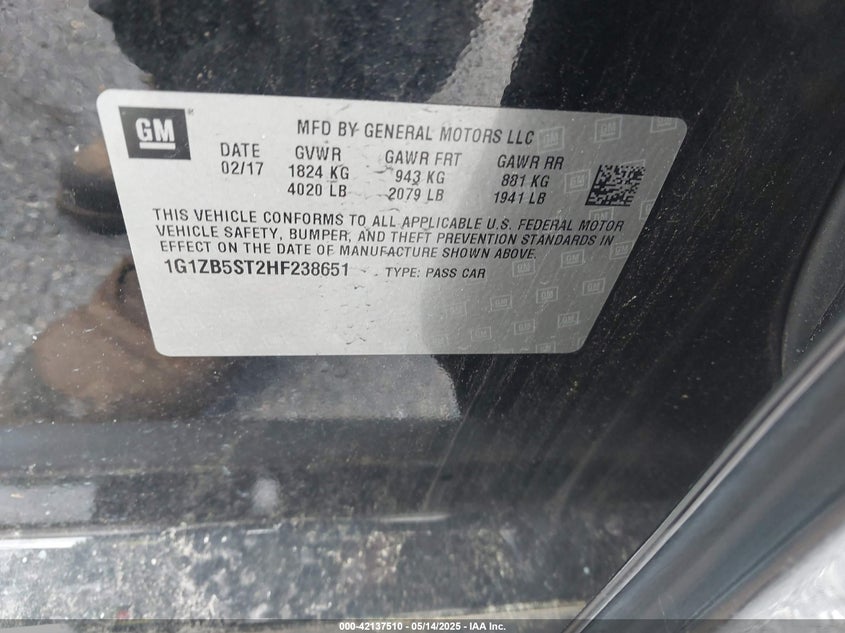 GM
MFD BY GENERAL MOTORS LLC
DATE GVWR GAWR FRT GAWR RR
02/17 1824 KG 943 KG 881 KG
4020 LB 2079 LB 1941 LB
THIS VEHICLE CONFORMS TO ALL APPLICABLE U.S. FEDERAL MOTOR
VEHICLE SAFETY, BUMPER, AND THEFT PREVENTION STANDARDS IN
EFFECT ON THE DATE OF MANUFACTURE SHOWN ABOVE.
1G1ZB5ST2HF238651 TYPE: PASS CAR
000-42137510 - 05/14/2025 - IAA Inc.